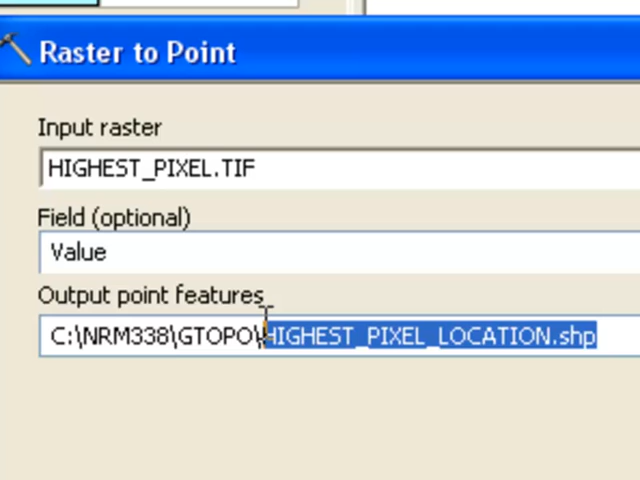 Raster to Point
Input raster
HIGHEST_PIXEL.TIF
Field (optional)
Value
Output point features
C:\NRM338\GTOPO\HIGHEST_PIXEL_LOCATION.shp